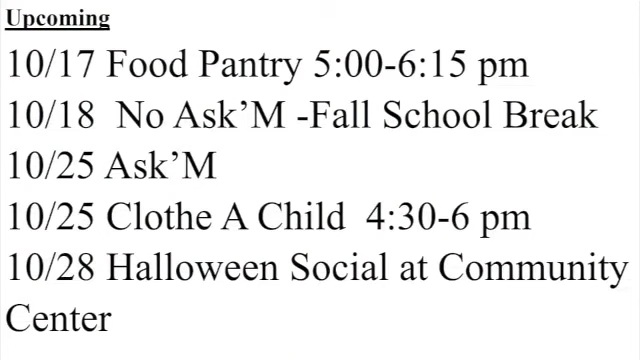 Upcoming
10/17 Food Pantry 5:00-6:15 pm
10/18 No Ask’M -Fall School Break
10/25 Ask’M
10/25 Clothe A Child 4:30-6 pm
10/28 Halloween Social at Community
Center